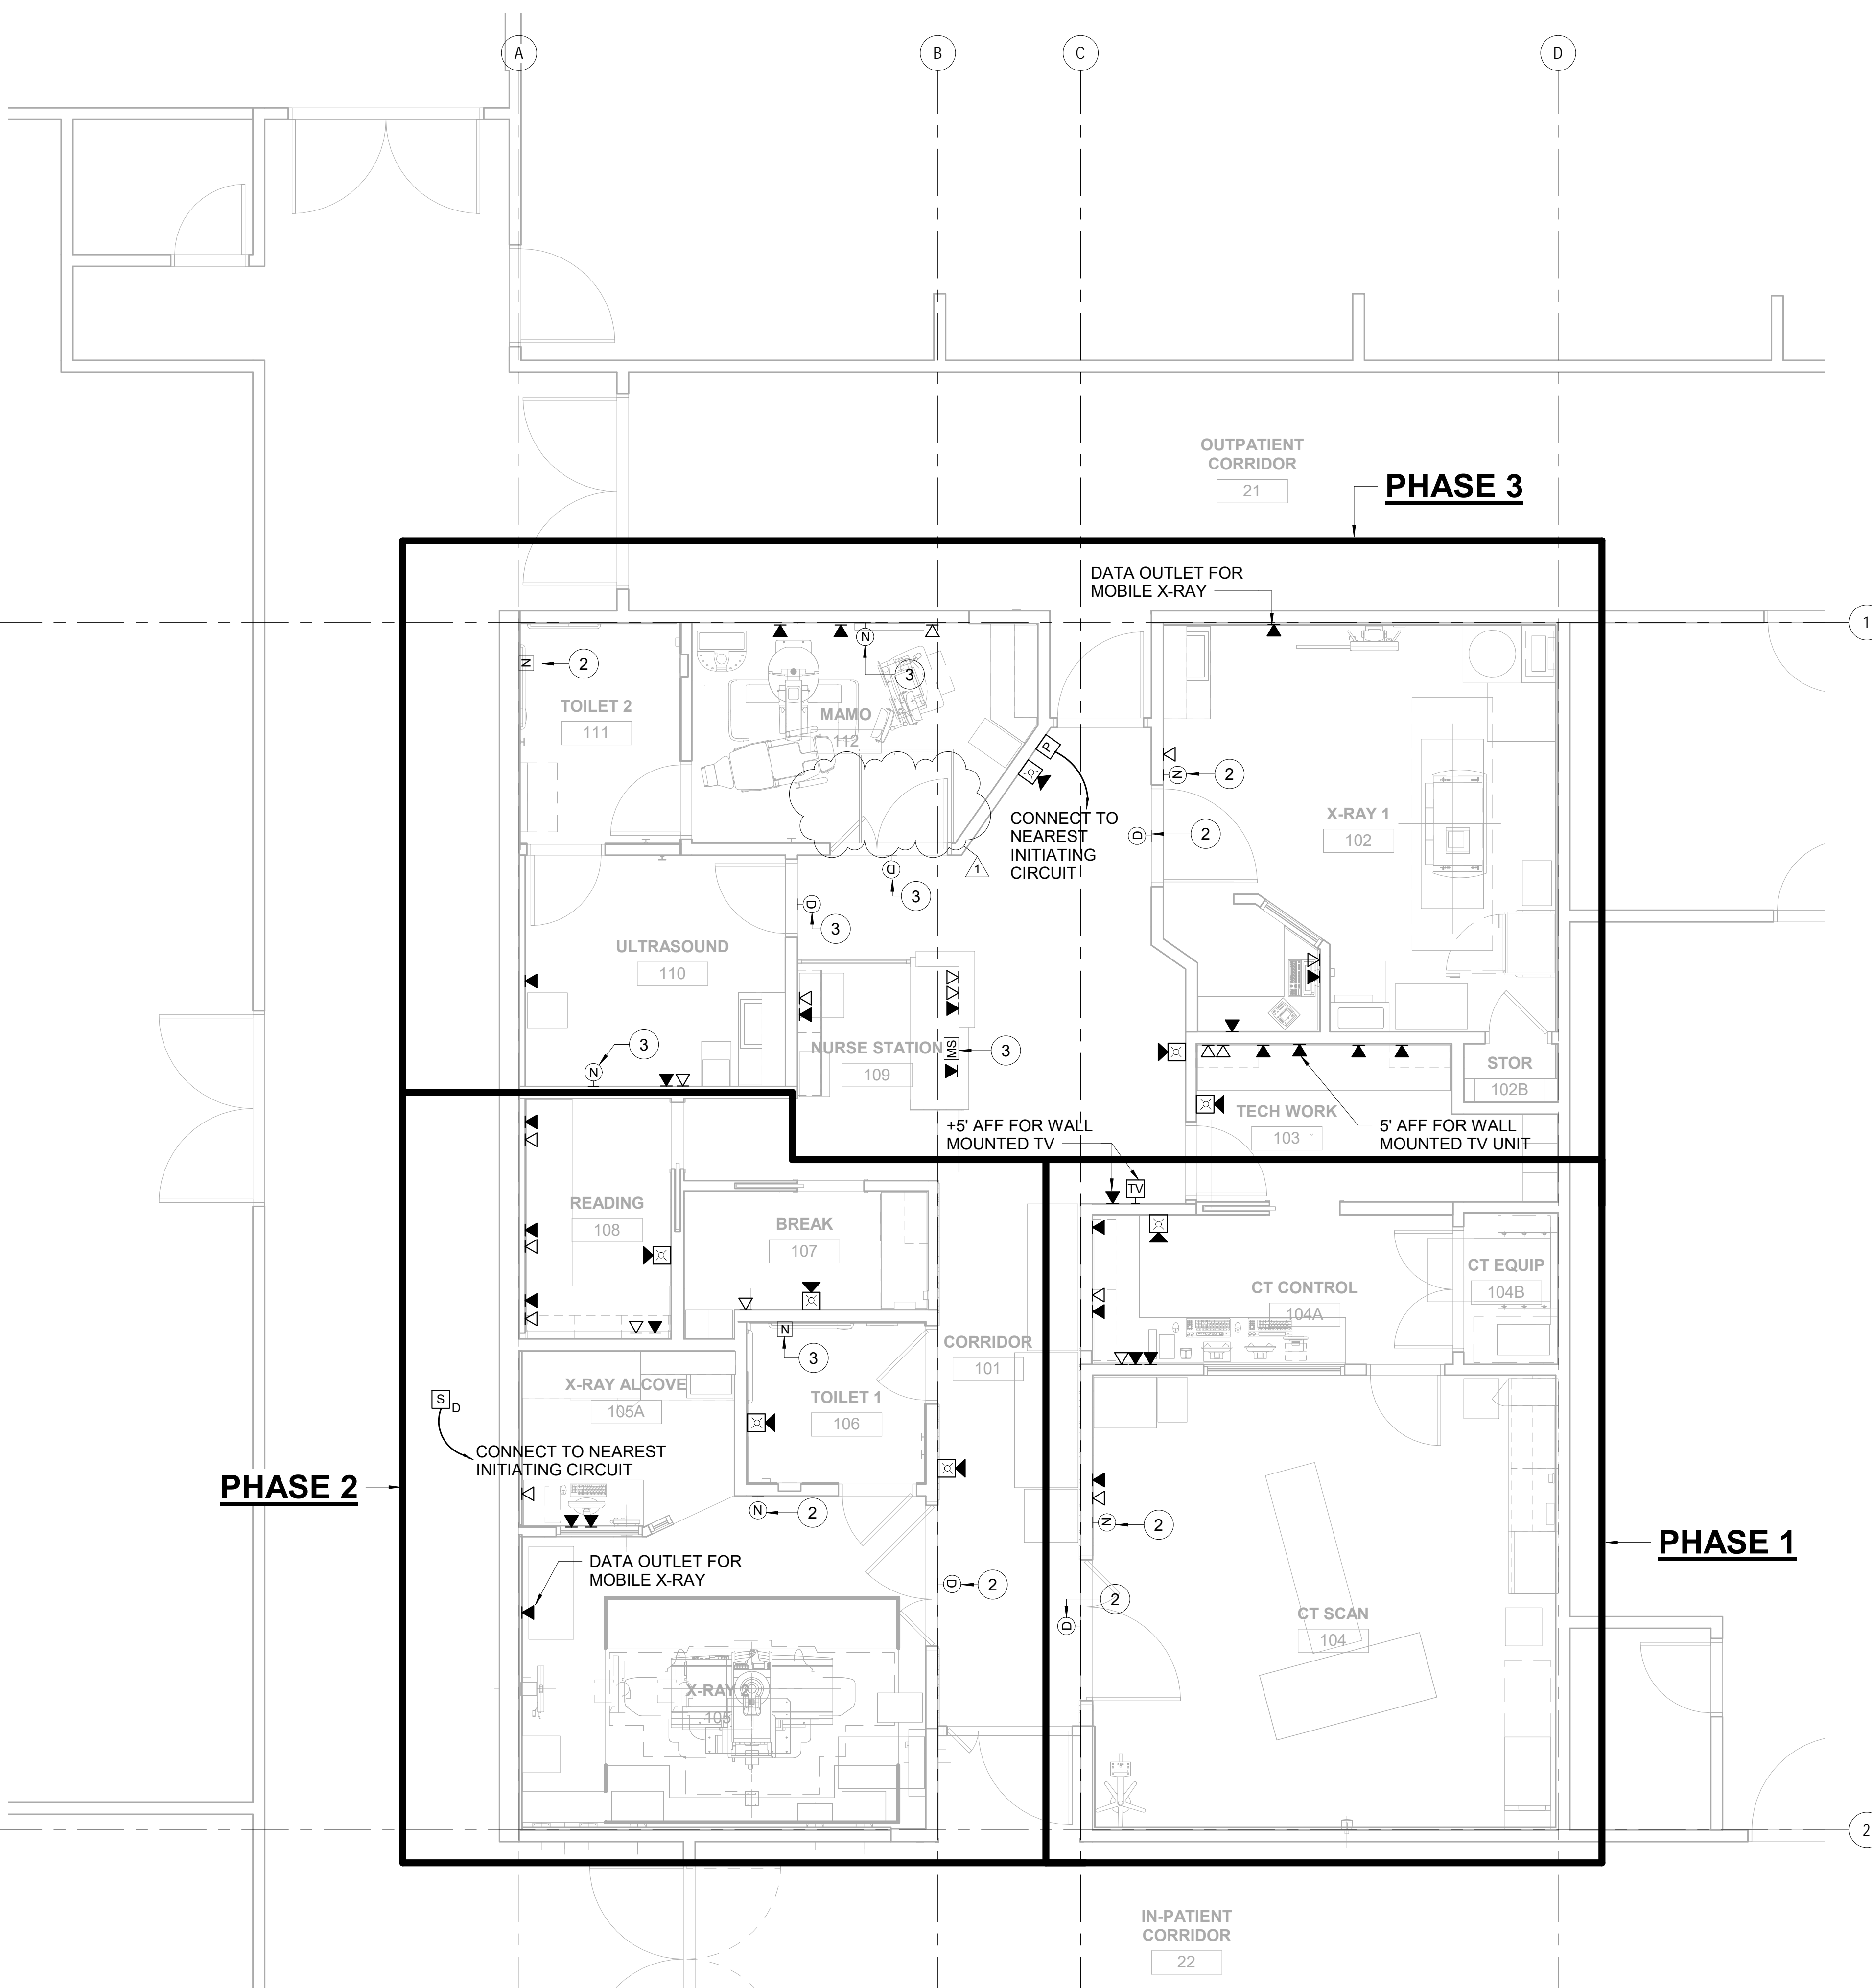 A
B
C
D
OUTPATIENT
CORRIDOR
21
PHASE 3
DATA OUTLET FOR
MOBILE X-RAY
1
N
2
N
3
TOILET 2
111
MAMO
112
P
N
2
CONNECT TO
NEAREST
INITIATING
CIRCUIT
X-RAY 1
102
D
2
1
D
3
D
3
ULTRASOUND
110
N
3
NURSE STATION
109
MS
3
STOR
102B
TECH WORK
103
+5' AFF FOR WALL
MOUNTED TV
5' AFF FOR WALL
MOUNTED TV UNIT
TV
READING
108
BREAK
107
CT EQUIP
104B
CT CONTROL
104A
N
3
CORRIDOR
101
X-RAY ALCOVE
105A
TOILET 1
106
S
D
CONNECT TO NEAREST
INITIATING CIRCUIT
PHASE 2
N
2
N
2
PHASE 1
DATA OUTLET FOR
MOBILE X-RAY
D
2
D
2
CT SCAN
104
X-RAY 2
105
2
IN-PATIENT
CORRIDOR
22